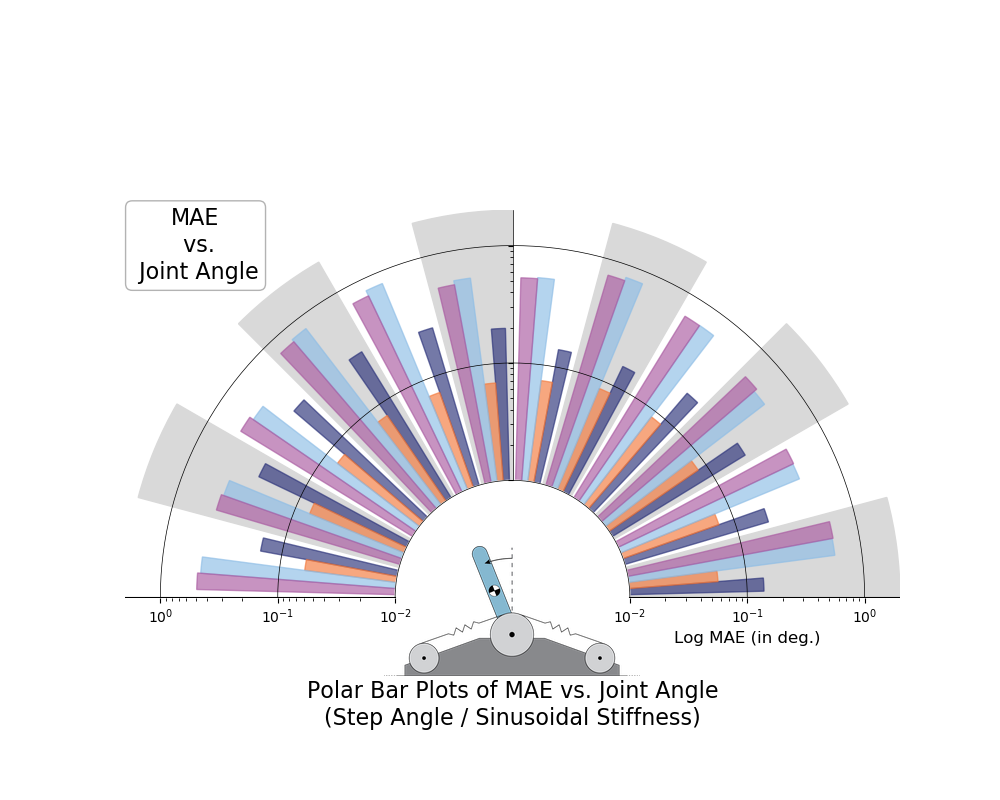 MAE
vs.
Joint Angle
10⁰
10⁻¹
10⁻²
10⁻²
10⁻¹
10⁰
Log MAE (in deg.)
Polar Bar Plots of MAE vs. Joint Angle
(Step Angle / Sinusoidal Stiffness)